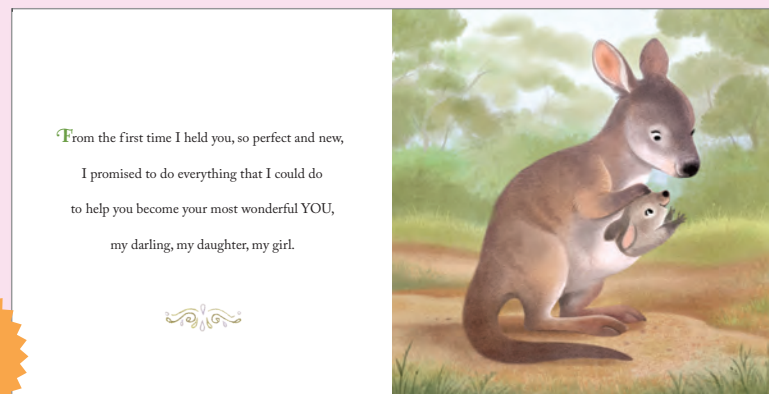 From the first time I held you, so perfect and new,
I promised to do everything that I could do
to help you become your most wonderful YOU,
my darling, my daughter, my girl.